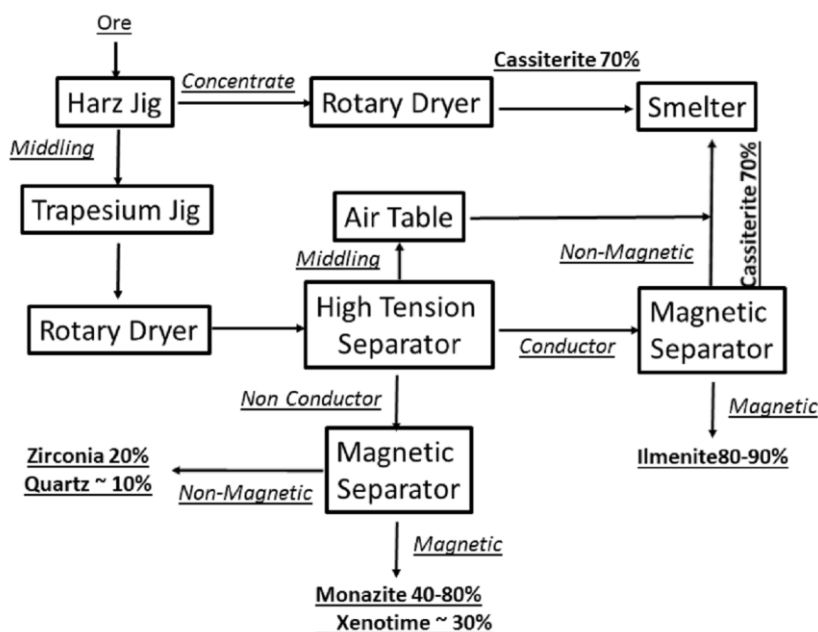 Ore
Harz Jig
Concentrate
Rotary Dryer
Cassiterite 70%
Smelter
Middling
Trapesium Jig
Air Table
Cassiterite 70%
Non-Magnetic
Middling
Rotary Dryer
High Tension
Separator
Conductor
Magnetic
Separator
Non Conductor
Magnetic
Ilmenite80-90%
Magnetic
Separator
Zirconia 20%
Quartz ~ 10%
Non-Magnetic
Magnetic
Monazite 40-80%
Xenotime ~ 30%